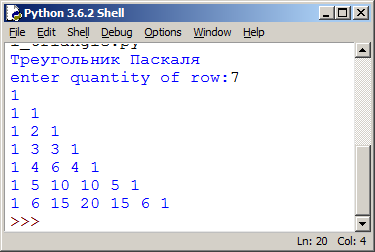 Python 3.6.2 Shell
File Edit Shell Debug Options Window Help
Треугольник Паскаля
enter quantity of row:7
1
1 1
1 2 1
1 3 3 1
1 4 6 4 1
1 5 10 10 5 1
1 6 15 20 15 6 1
>>>
Ln: 20 Col: 4